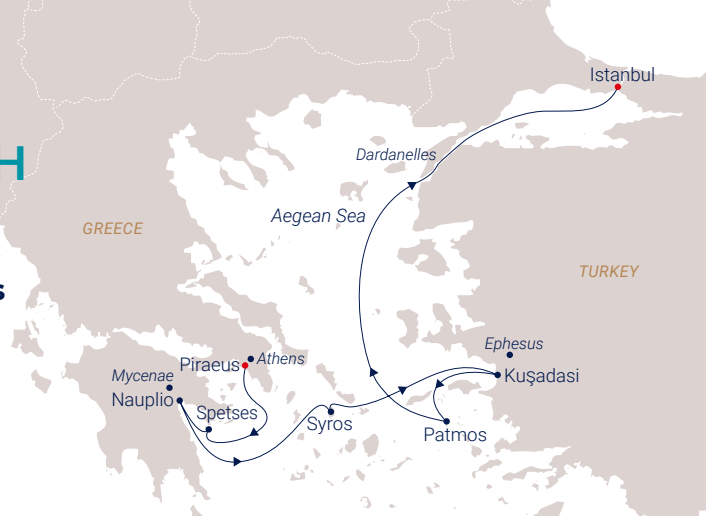 Istanbul
Dardanelles
H
Aegean Sea
GREECE
TURKEY
s
Ephesus
Athens
Piraeus
Mycenae
Kuşadasi
Nauplio
Spetses
Syros
Patmos